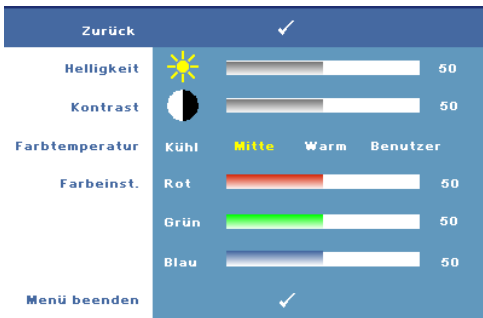 Zurück
Helligkeit 50
Kontrast 50
Farbtemperatur Kühl Mitte Warm Benutzer
Farbeinst. Rot 50
Grün 50
Blau 50
Menü beenden